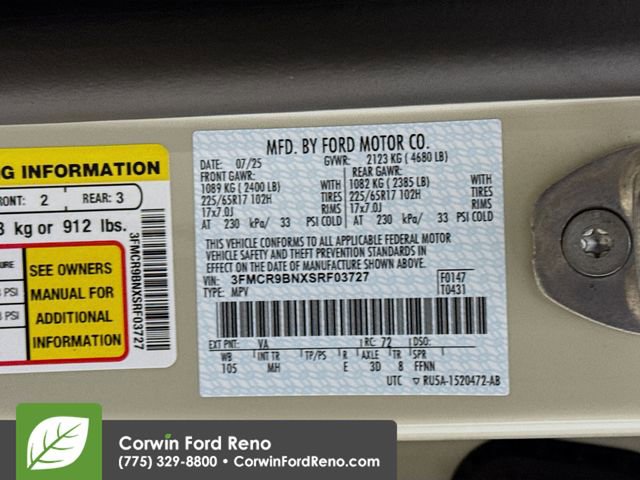 G INFORMATION
FRONT: 2 REAR: 3
kg or 912 lbs.
SEE OWNERS
MANUAL FOR
ADDITIONAL
INFORMATION
PSI
PSI
3FMCR9BNXSRF03727
MFD. BY FORD MOTOR CO.
DATE: 07/25 GVWR: 2123 KG (4680 LB)
FRONT GAWR: REAR GAWR:
1089 KG (2400 LB) WITH 1082 KG (2385 LB) WITH
225/65R17 102H TIRES 225/65R17 102H TIRES
17x7.0J RIMS 17x7.0J RIMS
AT 230 kPa/ 33 PSI COLD AT 230 kPa/ 33 PSI COLD
THIS VEHICLE CONFORMS TO ALL APPLICABLE FEDERAL MOTOR
VEHICLE SAFETY AND THEFT PREVENTION STANDARDS IN
EFFECT ON THE DATE OF MANUFACTURE SHOWN ABOVE.
VIN: 3FMCR9BNXSRF03727 F0147
TYPE: MPV T0431
EXT PNT: VA RC: 72 DSO:
WB INT TR TP/PS R AXLE TR SPR
105 MH E 3D 8 FFNN
UTC RU5A-1520472-AB
Corwin Ford Reno
(775) 329-8800 • CorwinFordReno.com